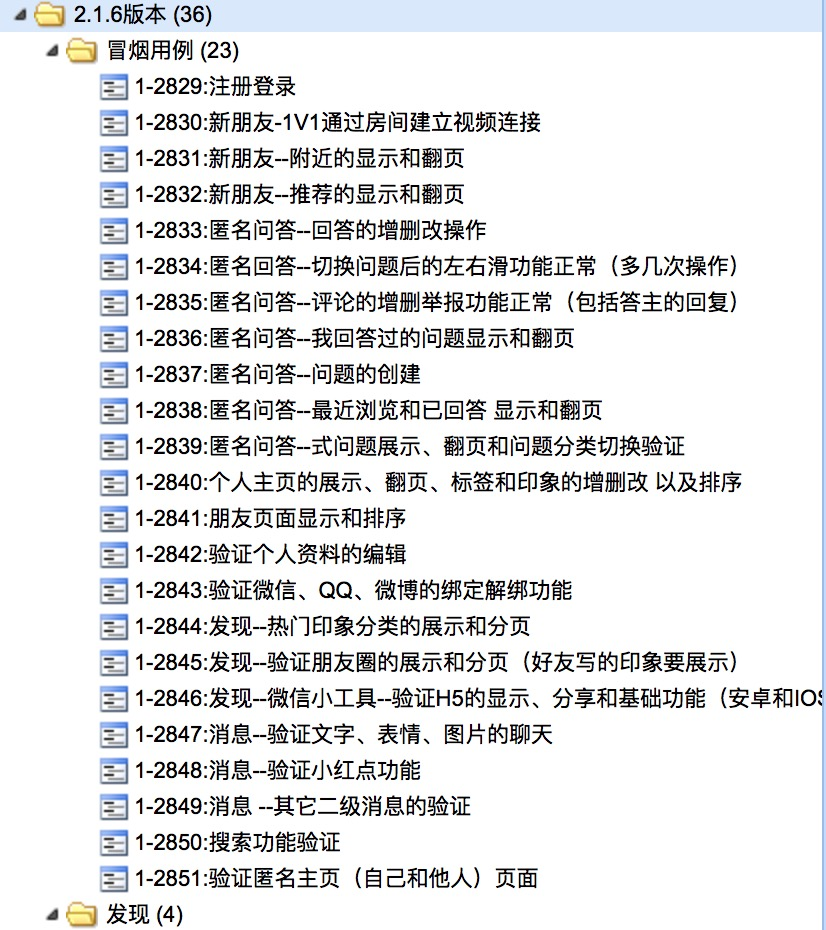 2.1.6版本 (36)
冒烟用例 (23)
1-2829:注册登录
1-2830:新朋友-1V1通过房间建立视频连接
1-2831:新朋友--附近的显示和翻页
1-2832:新朋友--推荐的显示和翻页
1-2833:匿名问答--回答的增删改操作
1-2834:匿名回答--切换问题后的左右滑功能正常（多几次操作）
1-2835:匿名问答--评论的增删举报功能正常（包括答主的回复）
1-2836:匿名问答--我回答过的问题显示和翻页
1-2837:匿名问答--问题的创建
1-2838:匿名问答--最近浏览和已回答 显示和翻页
1-2839:匿名问答--式问题展示、翻页和问题分类切换验证
1-2840:个人主页的展示、翻页、标签和印象的增删改 以及排序
1-2841:朋友页面显示和排序
1-2842:验证个人资料的编辑
1-2843:验证微信、QQ、微博的绑定解绑功能
1-2844:发现--热门印象分类的展示和分页
1-2845:发现--验证朋友圈的展示和分页（好友写的印象要展示）
1-2846:发现--微信小工具--验证H5的显示、分享和基础功能（安卓和IOS
1-2847:消息--验证文字、表情、图片的聊天
1-2848:消息--验证小红点功能
1-2849:消息 --其它二级消息的验证
1-2850:搜索功能验证
1-2851:验证匿名主页（自己和他人）页面
发现 (4)